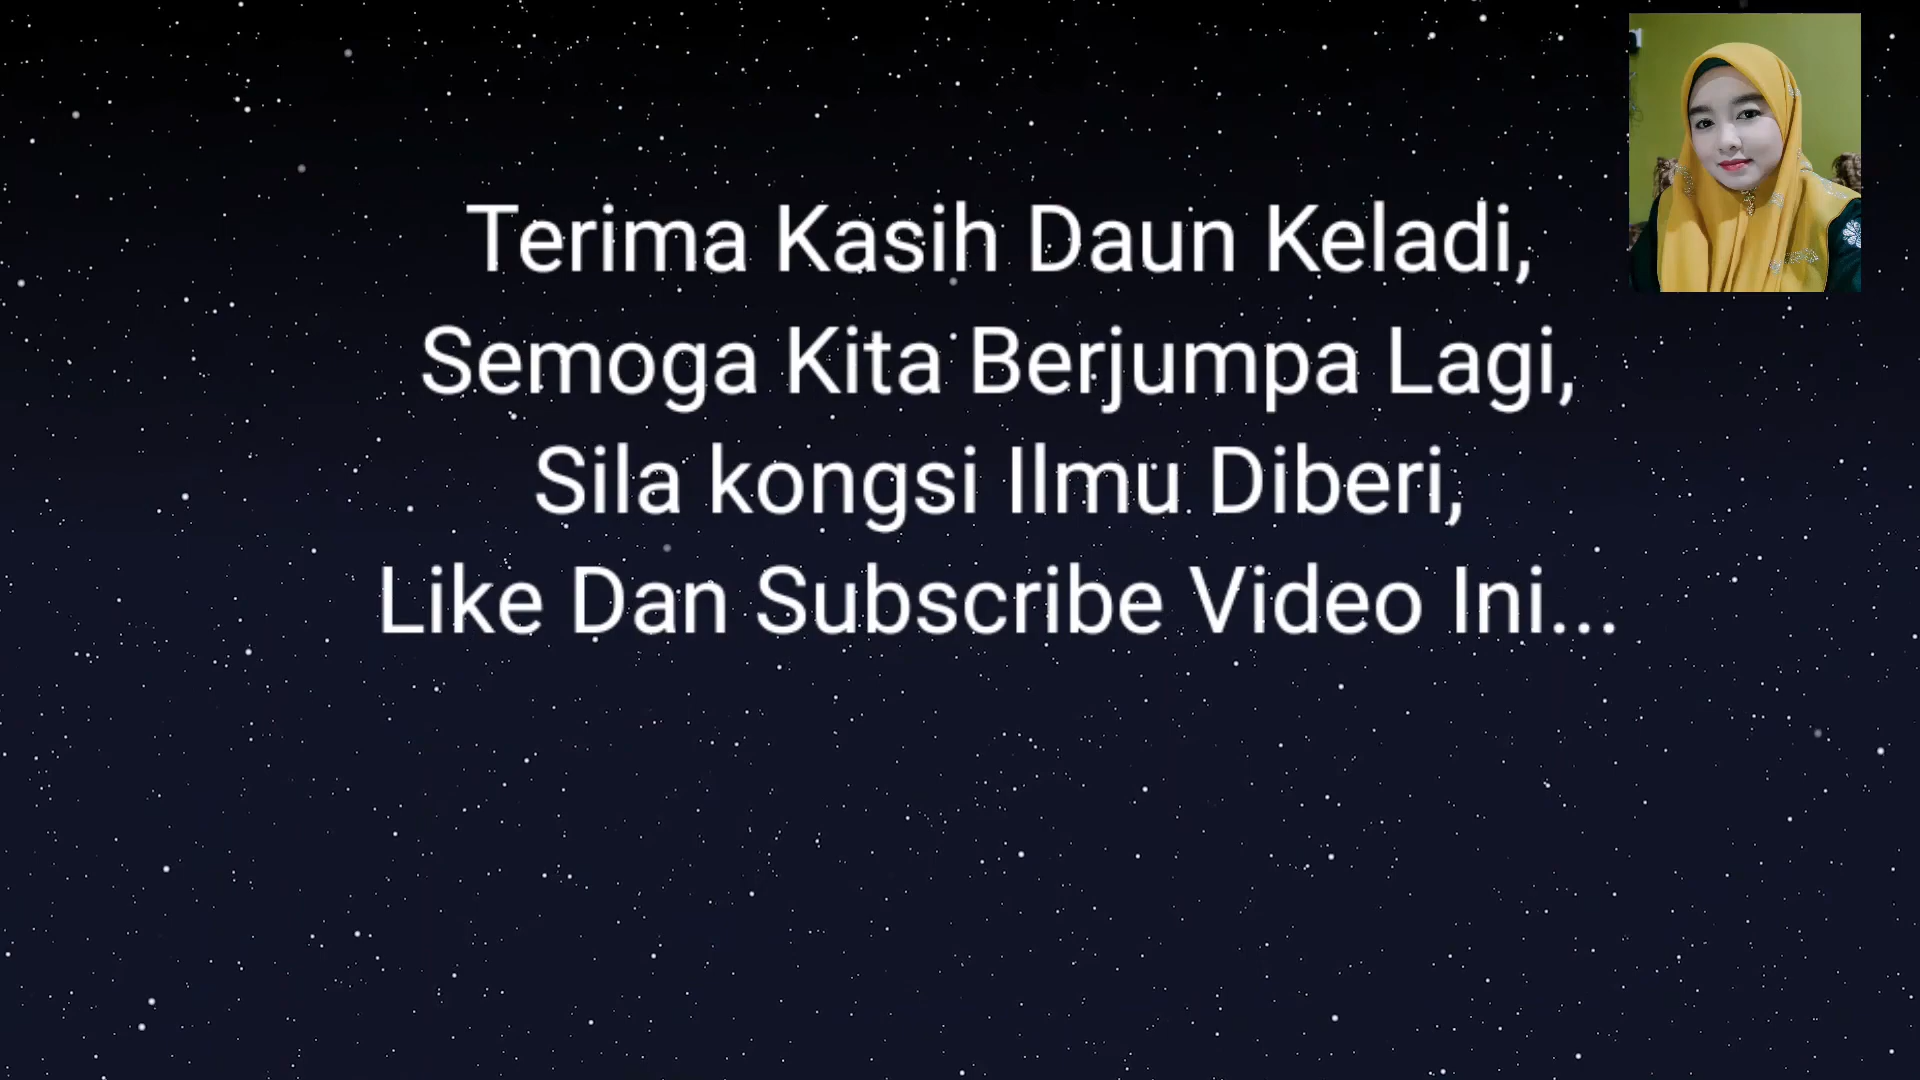 Terima Kasih Daun Keladi,
Semoga Kita Berjumpa Lagi,
Sila kongsi Ilmu Diberi,
Like Dan Subscribe Video Ini...